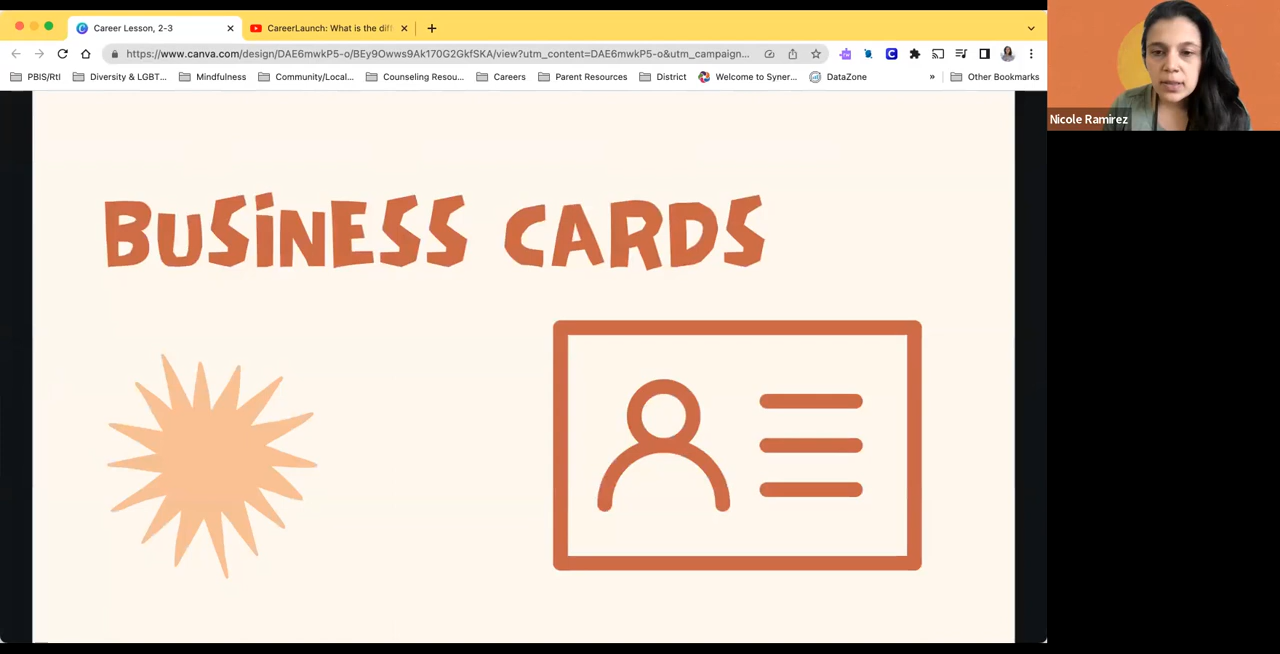 Career Lesson, 2-3
CareerLaunch: What is the dif
https://www.canva.com/design/DAE6mwkP5-o/BEy9Owws9Ak170G2GkfSKA/view?utm_content=DAE6mwkP5-o&utm_campaign...
PBIS/RtI
Diversity & LGBT...
Mindfulness
Community/Local...
Counseling Resou...
Careers
Parent Resources
District
Welcome to Syner...
DataZone
»
Other Bookmarks
Nicole Ramirez
BUSINESS CARDS